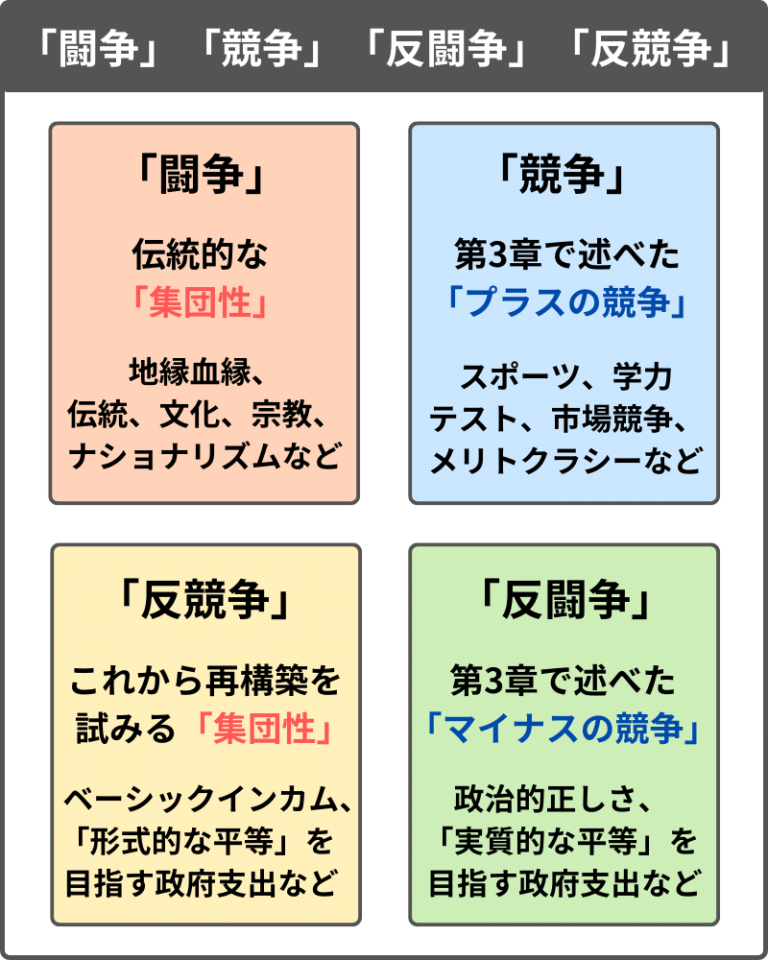 「闘争」「競争」「反闘争」「反競争」
「闘争」
伝統的な
「集団性」
地縁血縁、
伝統、文化、宗教、
ナショナリズムなど
「競争」
第3章で述べた
「プラスの競争」
スポーツ、学力
テスト、市場競争、
メリトクラシーなど
「反競争」
これから再構築を
試みる「集団性」
ベーシックインカム、
「形式的な平等」を
目指す政府支出など
「反闘争」
第3章で述べた
「マイナスの競争」
政治的正しさ、
「実質的な平等」を
目指す政府支出など